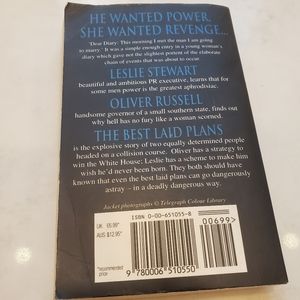 HE WANTED POWER,
SHE WANTED REVENGE...
'Dear Diary: This morning I met the man I am going
to marry.' It was a simple enough entry in a young woman's
diary which gave not the slightest portent of the elaborate
chain of events that was about to occur.
LESLIE STEWART
beautiful and ambitious PR executive, learns that for
some men power is the greatest aphrodisiac.
OLIVER RUSSELL
handsome governor of a small southern state, finds out
why hell has no fury like a woman scorned.
THE BEST LAID PLANS
is the explosive story of two equally determined people
headed on a collision course. Oliver has a strategy to
win the White House; Leslie has a scheme to make him
wish he'd never been born. They both should have
known that even the best laid plans can go dangerously
astray – in a deadly dangerous way.
Jacket photographs © Telegraph Colour Library
UK £6.99*
AUS $12.95*
*recommended
price
ISBN 0-00-651055-8
00699>
9 780006 510550